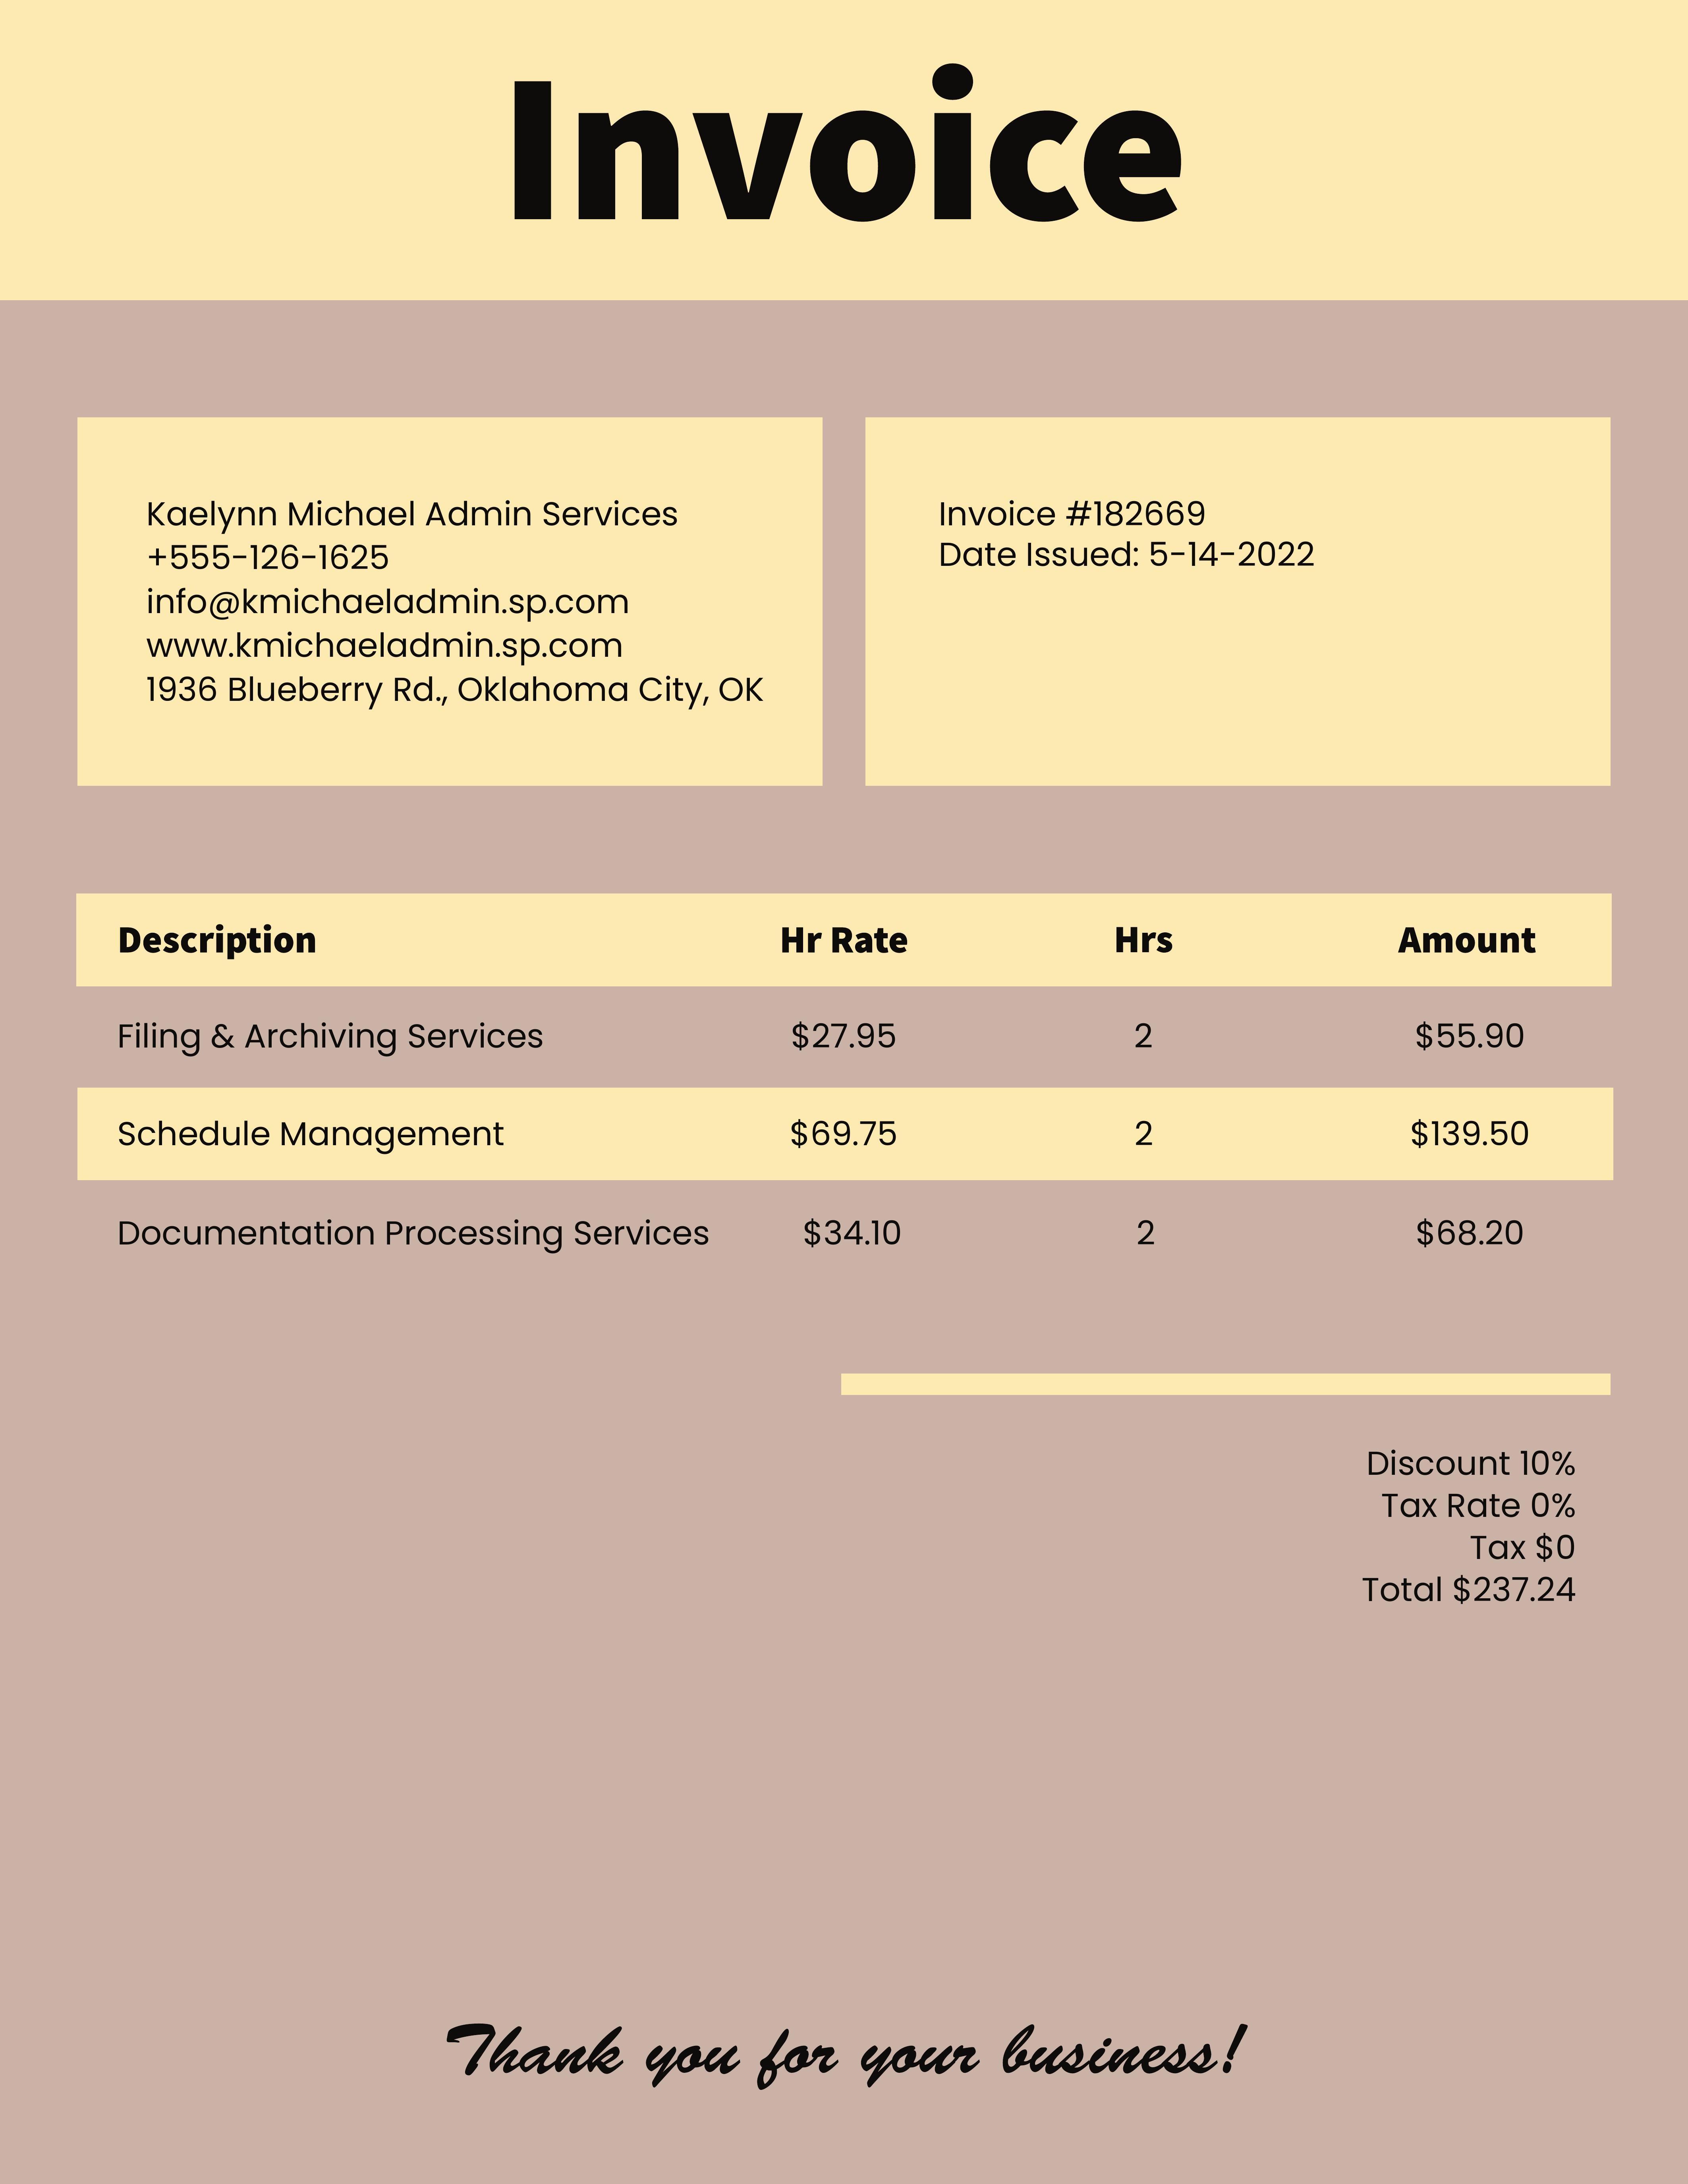 Invoice
Kaelynn Michael Admin Services
+555-126-1625
info@kmichaeladmin.sp.com
www.kmichaeladmin.sp.com
1936 Blueberry Rd., Oklahoma City, OK
Invoice #182669
Date Issued: 5-14-2022
Description Hr Rate Hrs Amount
Filing & Archiving Services $27.95 2 $55.90
Schedule Management $69.75 2 $139.50
Documentation Processing Services $34.10 2 $68.20
Discount 10%
Tax Rate 0%
Tax $0
Total $237.24
Thank you for your business!